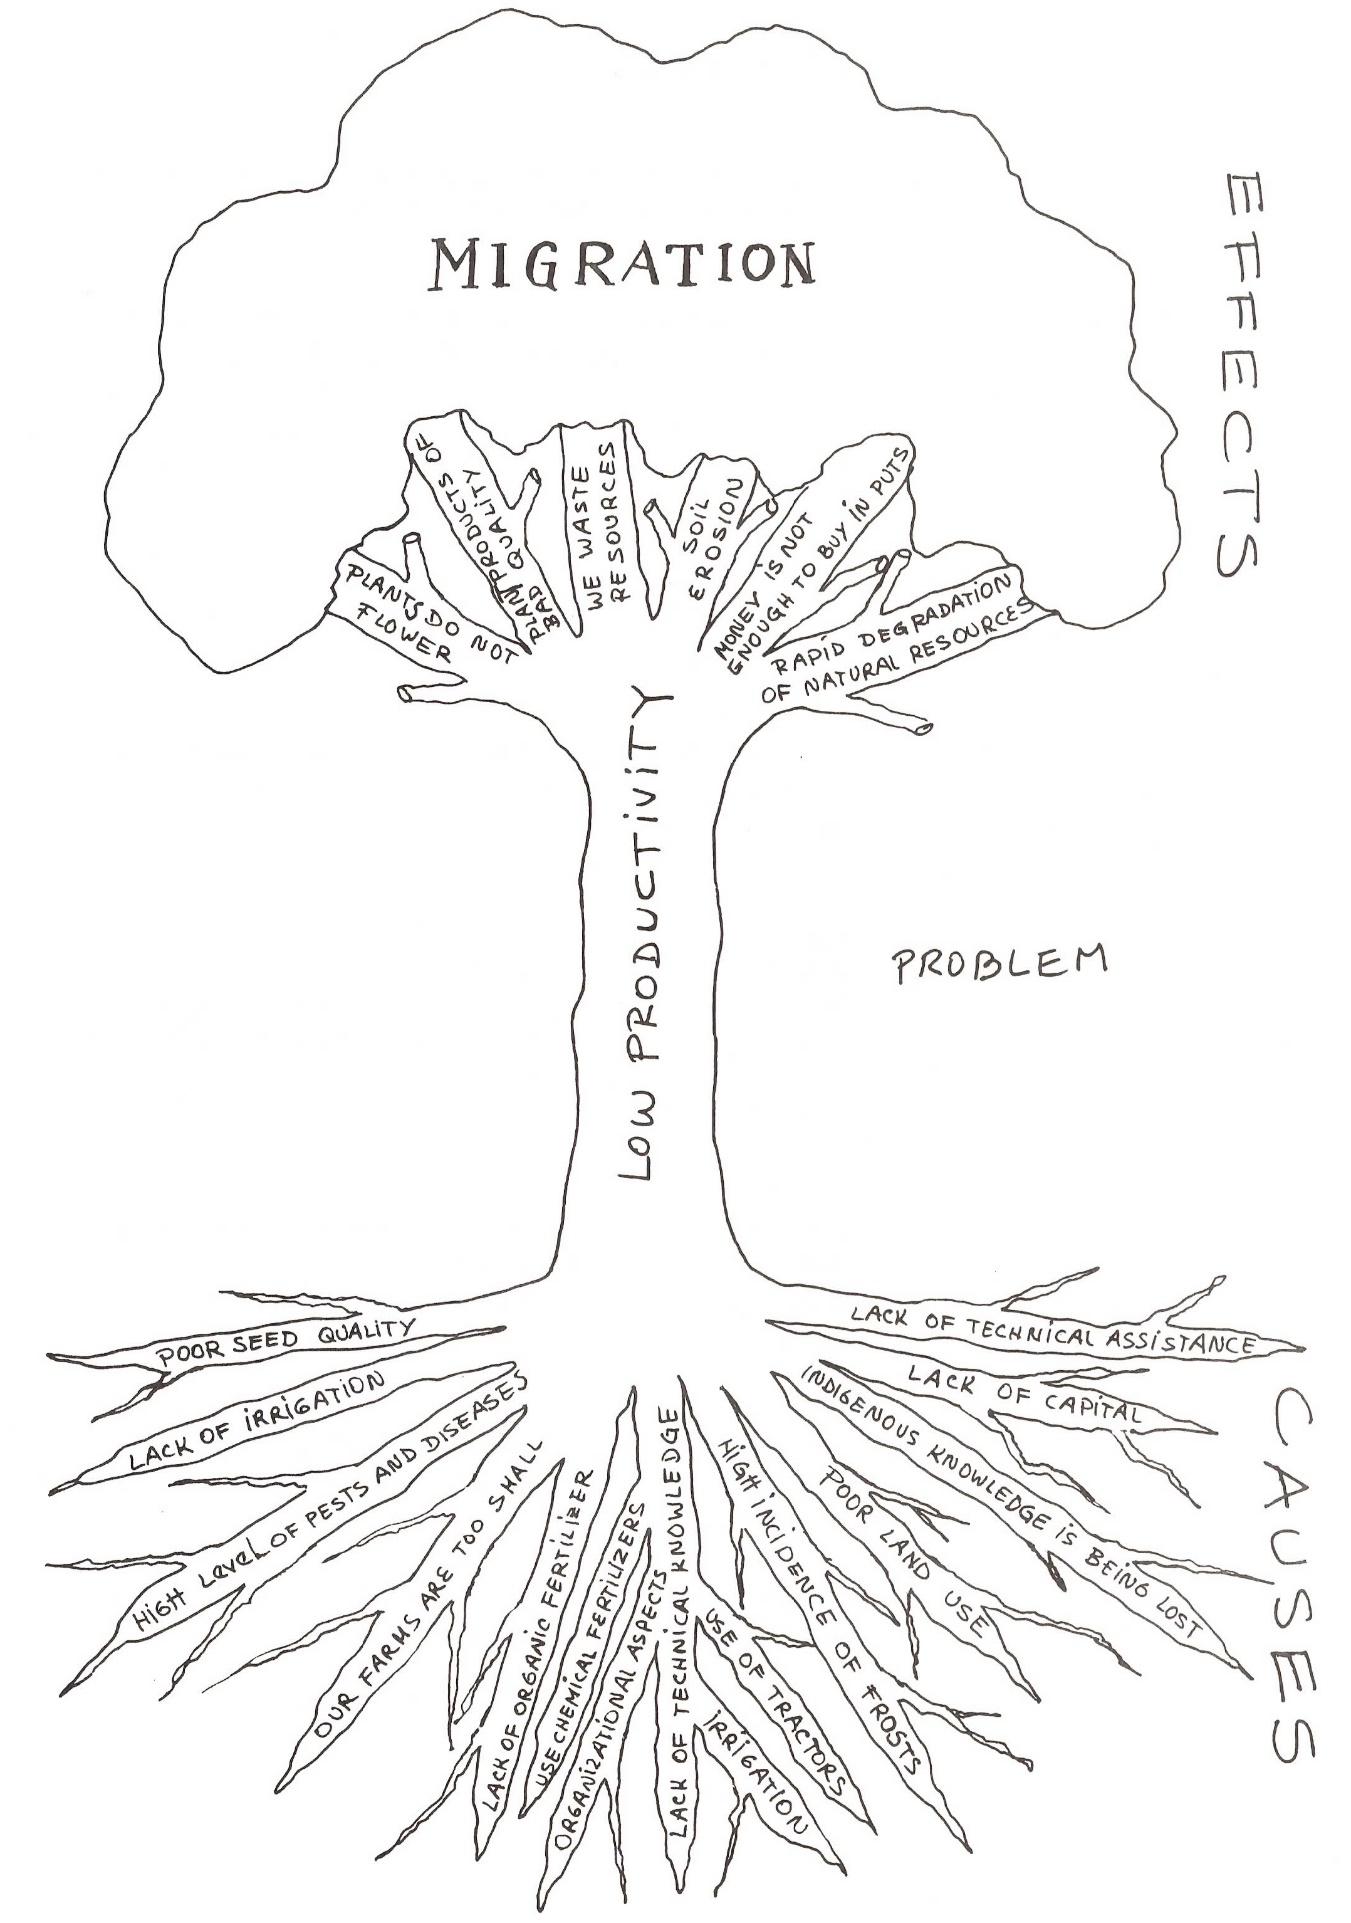 MIGRATION
EFFECTS
PLANTS DO NOT
FLOWER
PLANT PRODUCTS OF
BAD QUALITY
WE WASTE
RESOURCES
SOIL
EROSION
MONEY IS NOT
ENOUGH TO BUY IN PUTS
RAPID DEGRADATION
OF NATURAL RESOURCES
LOW PRODUCTIVITY
PROBLEM
CAUSES
POOR SEED QUALITY
LACK OF IRRIGATION
HIGH LEVEL OF PESTS AND DISEASES
OUR FARMS ARE TOO SMALL
LACK OF ORGANIC FERTILIZER
USE CHEMICAL FERTILIZERS
ORGANIZATIONAL ASPECTS
LACK OF TECHNICAL KNOWLEDGE
IRRIGATION
USE OF TRACTORS
HIGH INCIDENCE OF FROSTS
POOR LAND USE
INDIGENOUS KNOWLEDGE IS BEING LOST
LACK OF CAPITAL
LACK OF TECHNICAL ASSISTANCE